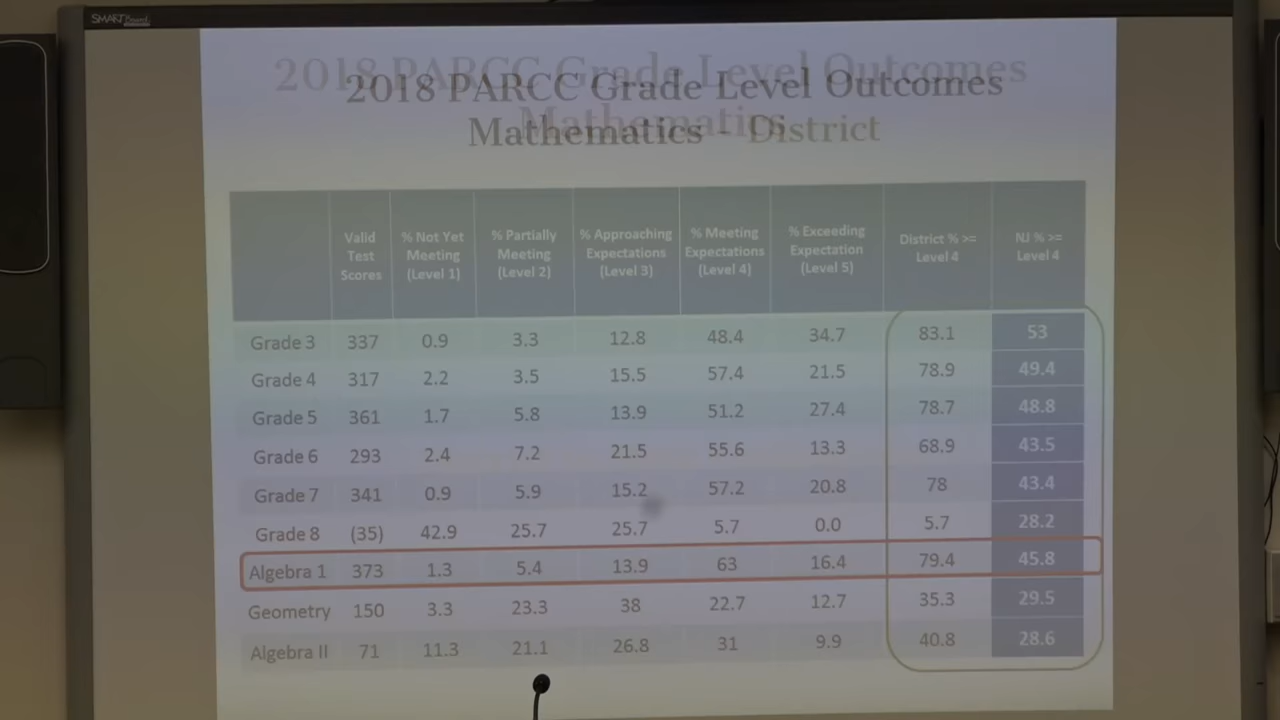 SMART Board
2018 PARCC Grade Level Outcomes
Mathematics
2018 PARCC Grade Level Outcomes
Mathematics - District
Valid Test Scores % Not Yet Meeting (Level 1) % Partially Meeting (Level 2) % Approaching Expectations (Level 3) % Meeting Expectations (Level 4) % Exceeding Expectation (Level 5) District % >= Level 4 NJ % >= Level 4
Grade 3 337 0.9 3.3 12.8 48.4 34.7 83.1 53
Grade 4 317 2.2 3.5 15.5 57.4 21.5 78.9 49.4
Grade 5 361 1.7 5.8 13.9 51.2 27.4 78.7 48.8
Grade 6 293 2.4 7.2 21.5 55.6 13.3 68.9 43.5
Grade 7 341 0.9 5.9 15.2 57.2 20.8 78 43.4
Grade 8 (35) 42.9 25.7 25.7 5.7 0.0 5.7 28.2
Algebra 1 373 1.3 5.4 13.9 63 16.4 79.4 45.8
Geometry 150 3.3 23.3 38 22.7 12.7 35.3 29.5
Algebra II 71 11.3 21.1 26.8 31 9.9 40.8 28.6